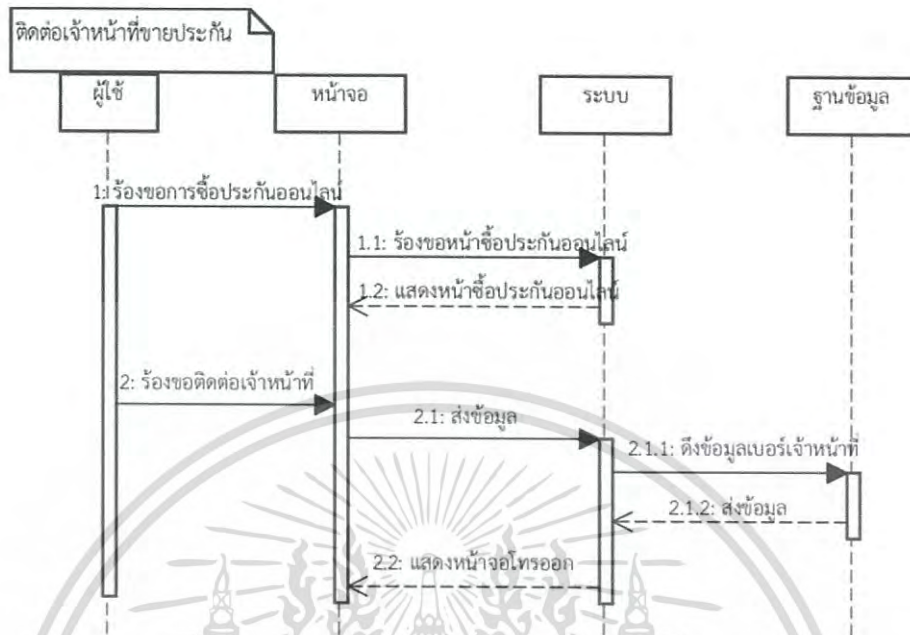 ติดต่อเจ้าหน้าที่ขายประกัน
ผู้ใช้
หน้าจอ
ระบบ
ฐานข้อมูล
1: ร้องขอการซื้อประกันออนไลน์
1.1: ร้องขอหน้าซื้อประกันออนไลน์
1.2: แสดงหน้าซื้อประกันออนไลน์
2: ร้องขอติดต่อเจ้าหน้าที่
2.1: ส่งข้อมูล
2.1.1: ดึงข้อมูลเบอร์เจ้าหน้าที่
2.1.2: ส่งข้อมูล
2.2: แสดงหน้าจอโทรออก